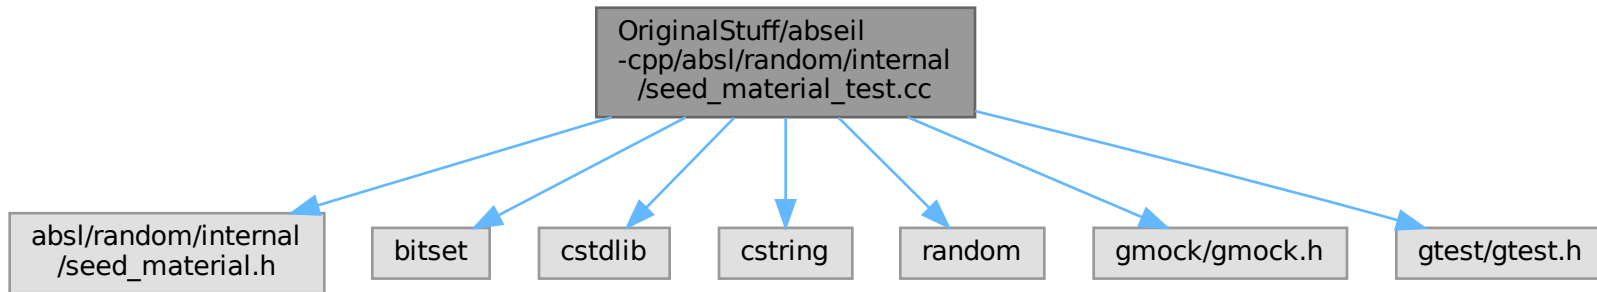 OriginalStuff/abseil
-cpp/absl/random/internal
/seed_material_test.cc
absl/random/internal
/seed_material.h
bitset
cstdlib
cstring
random
gmock/gmock.h
gtest/gtest.h